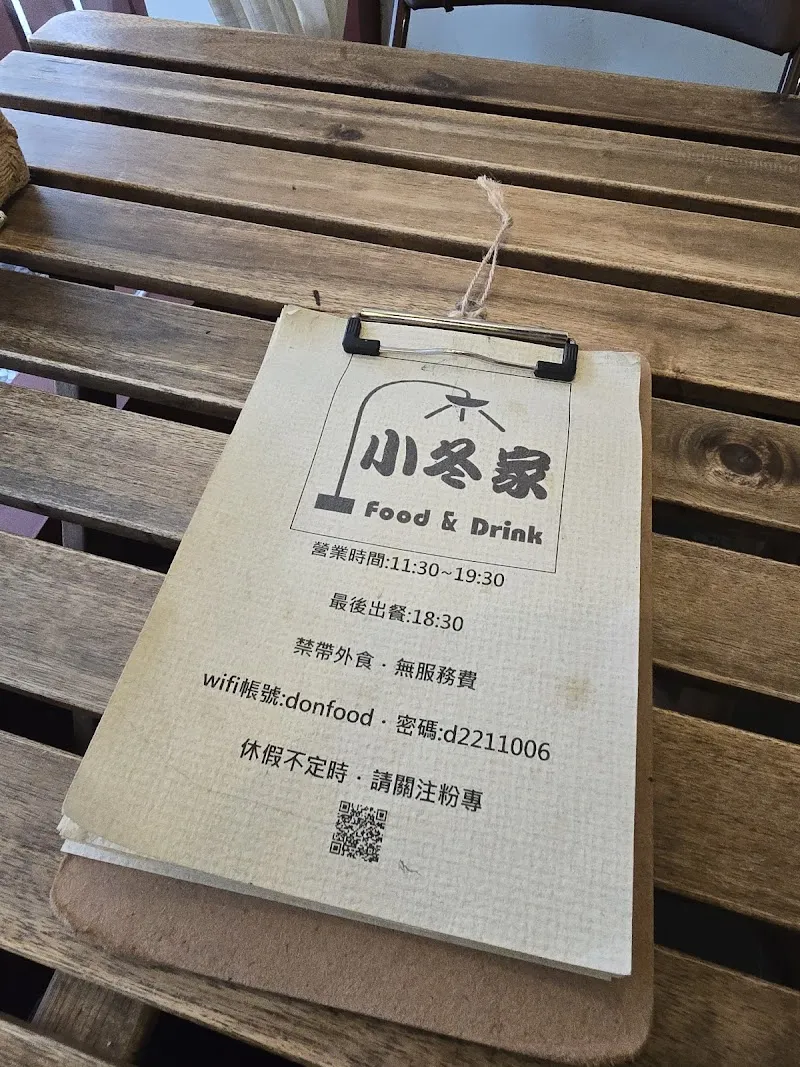 小冬家
Food & Drink
營業時間:11:30~19:30
最後出餐:18:30
禁帶外食·無服務費
wifi帳號:donfood·密碼:d2211006
休假不定時·請關注粉專